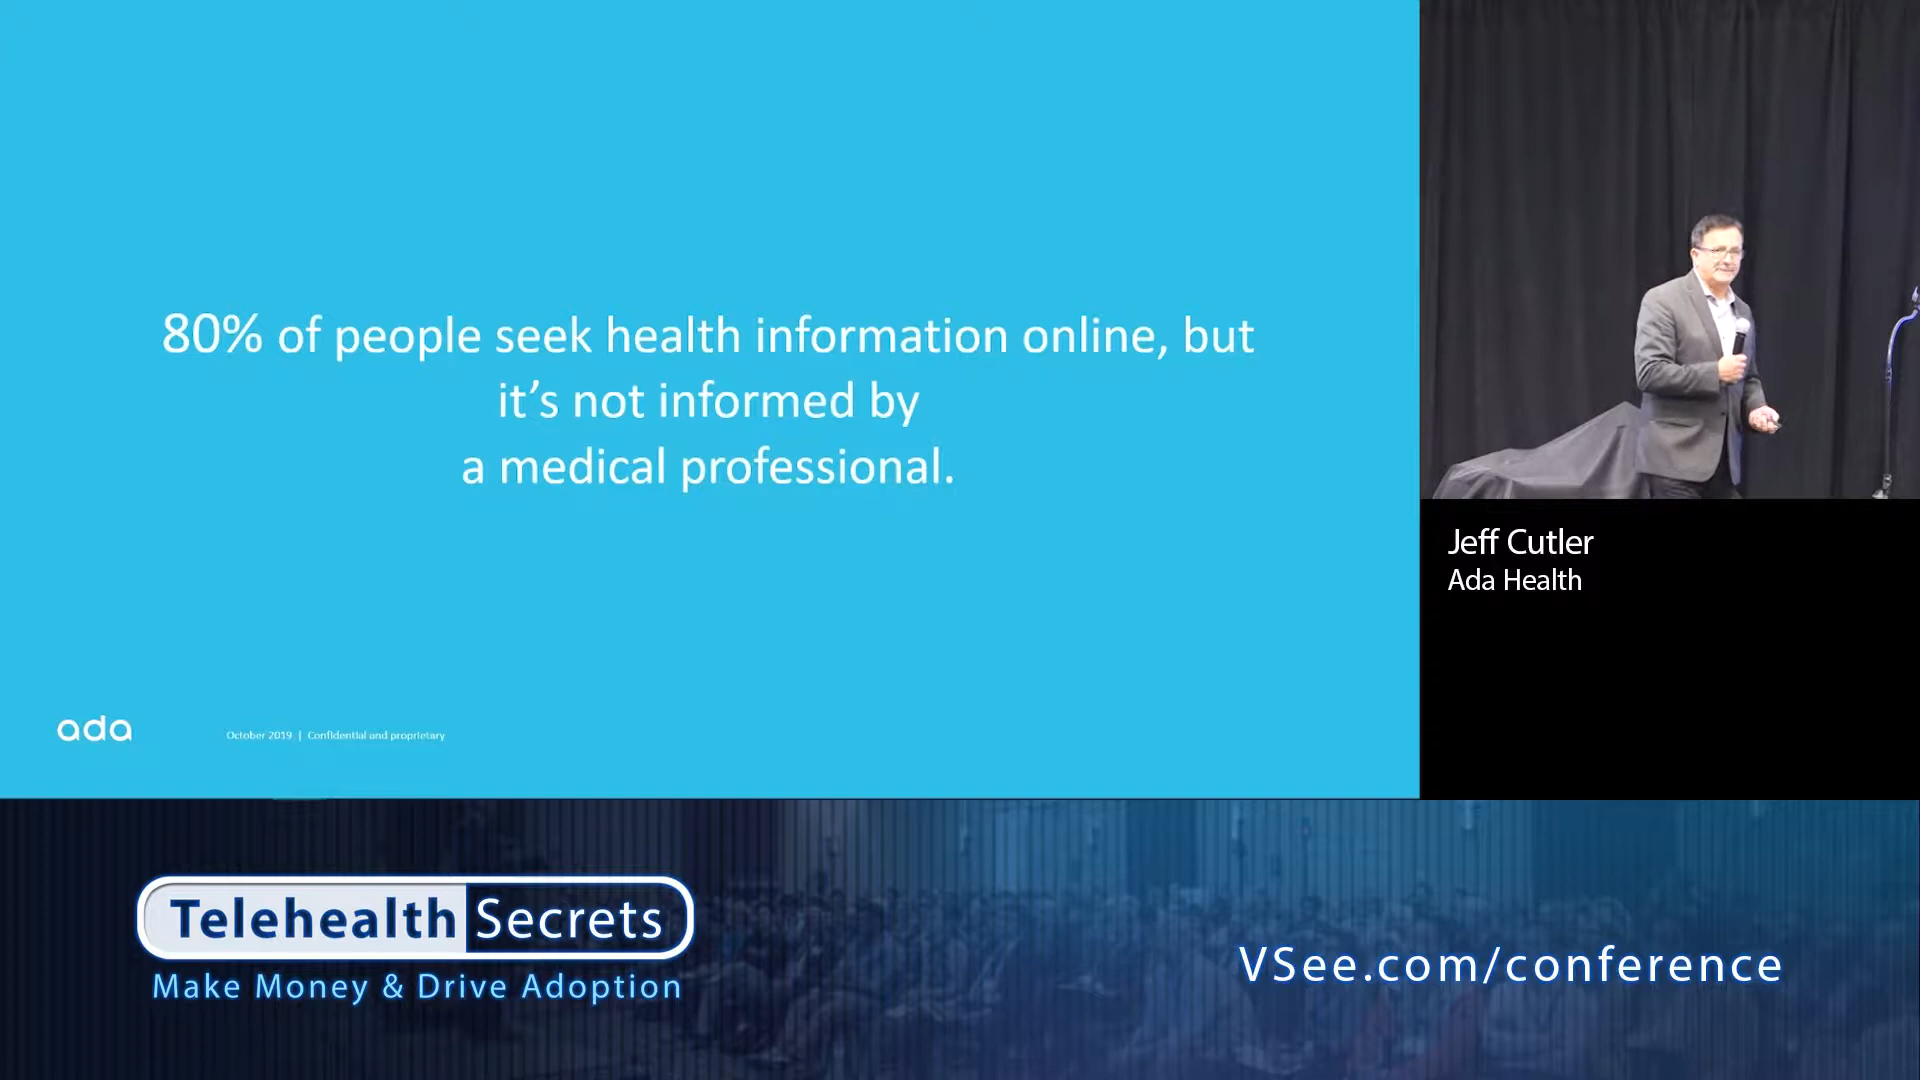 80% of people seek health information online, but
it’s not informed by
a medical professional.
ada
October 2019 | Confidential and proprietary
Jeff Cutler
Ada Health
Telehealth Secrets
Make Money & Drive Adoption
VSee.com/conference